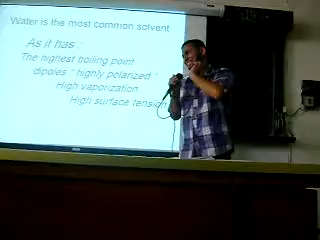 Water is the most common solvent
As it has
The highest boiling point
dipoles " highly polarized "
High vaporization
High surface tension